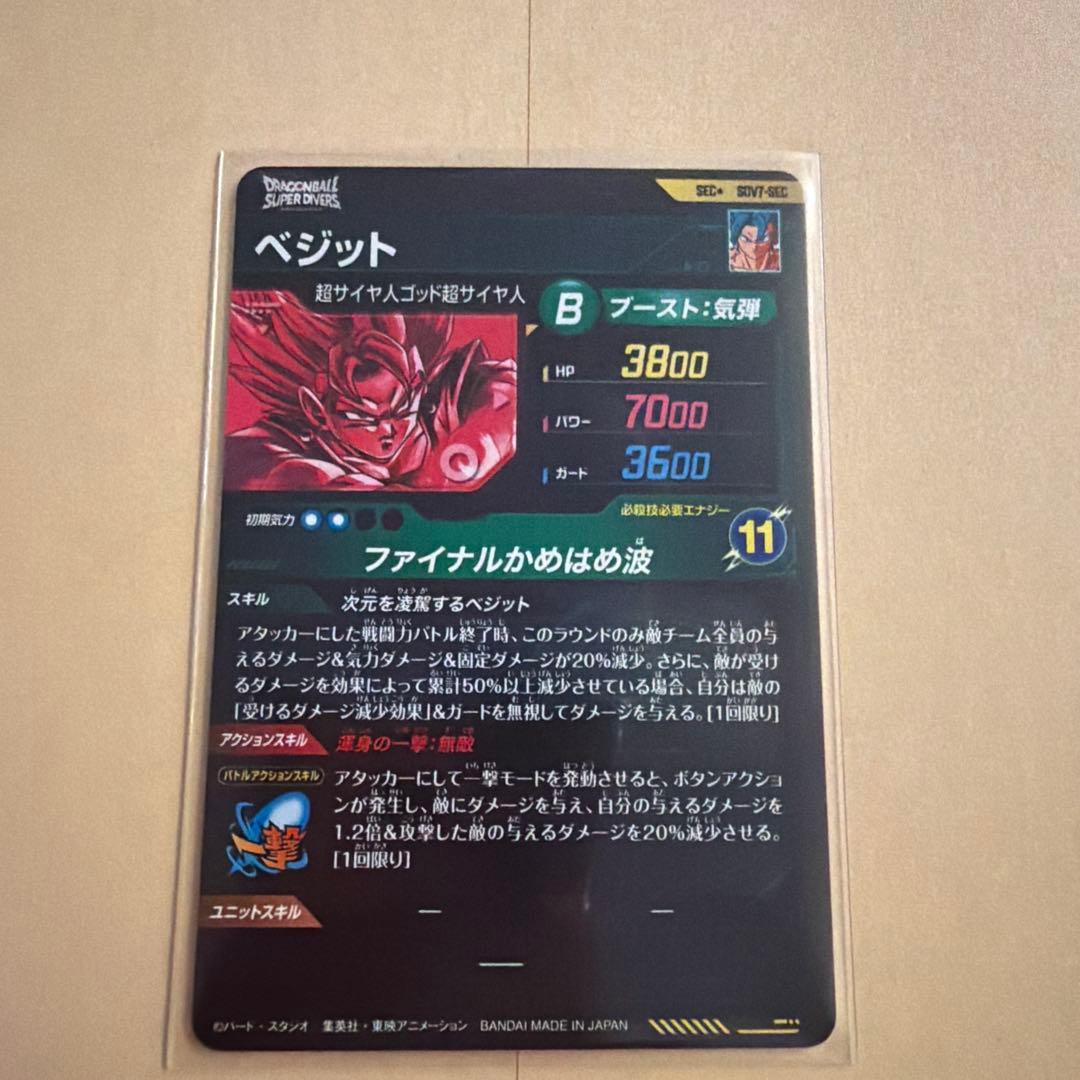 DRAGONBALL
SUPER DIVERS
SEC★ SDV7-SEC
ベジット
超サイヤ人ゴッド超サイヤ人
B ブースト:気弾
HP 3800
パワー 7000
ガード 3600
初期気力
必殺技必要エナジー
11
ファイナルかめはめ波
スキル 次元を凌駕するベジット
アタッカーにした戦闘力バトル終了時、このラウンドのみ敵チーム全員の与
えるダメージ&気力ダメージ&固定ダメージが20%減少。さらに、敵が受け
るダメージを効果によって累計50%以上減少させている場合、自分は敵の
「受けるダメージ減少効果」&ガードを無視してダメージを与える。[1回限り]
アクションスキル 渾身の一撃:無敵
バトルアクションスキル
アタッカーにして一撃モードを発動させると、ボタンアクショ
ンが発生し、敵にダメージを与え、自分の与えるダメージを
1.2倍&攻撃した敵の与えるダメージを20%減少させる。
[1回限り]
一撃
ユニットスキル ー ー
ー
©バード・スタジオ 集英社・東映アニメーション BANDAI MADE IN JAPAN